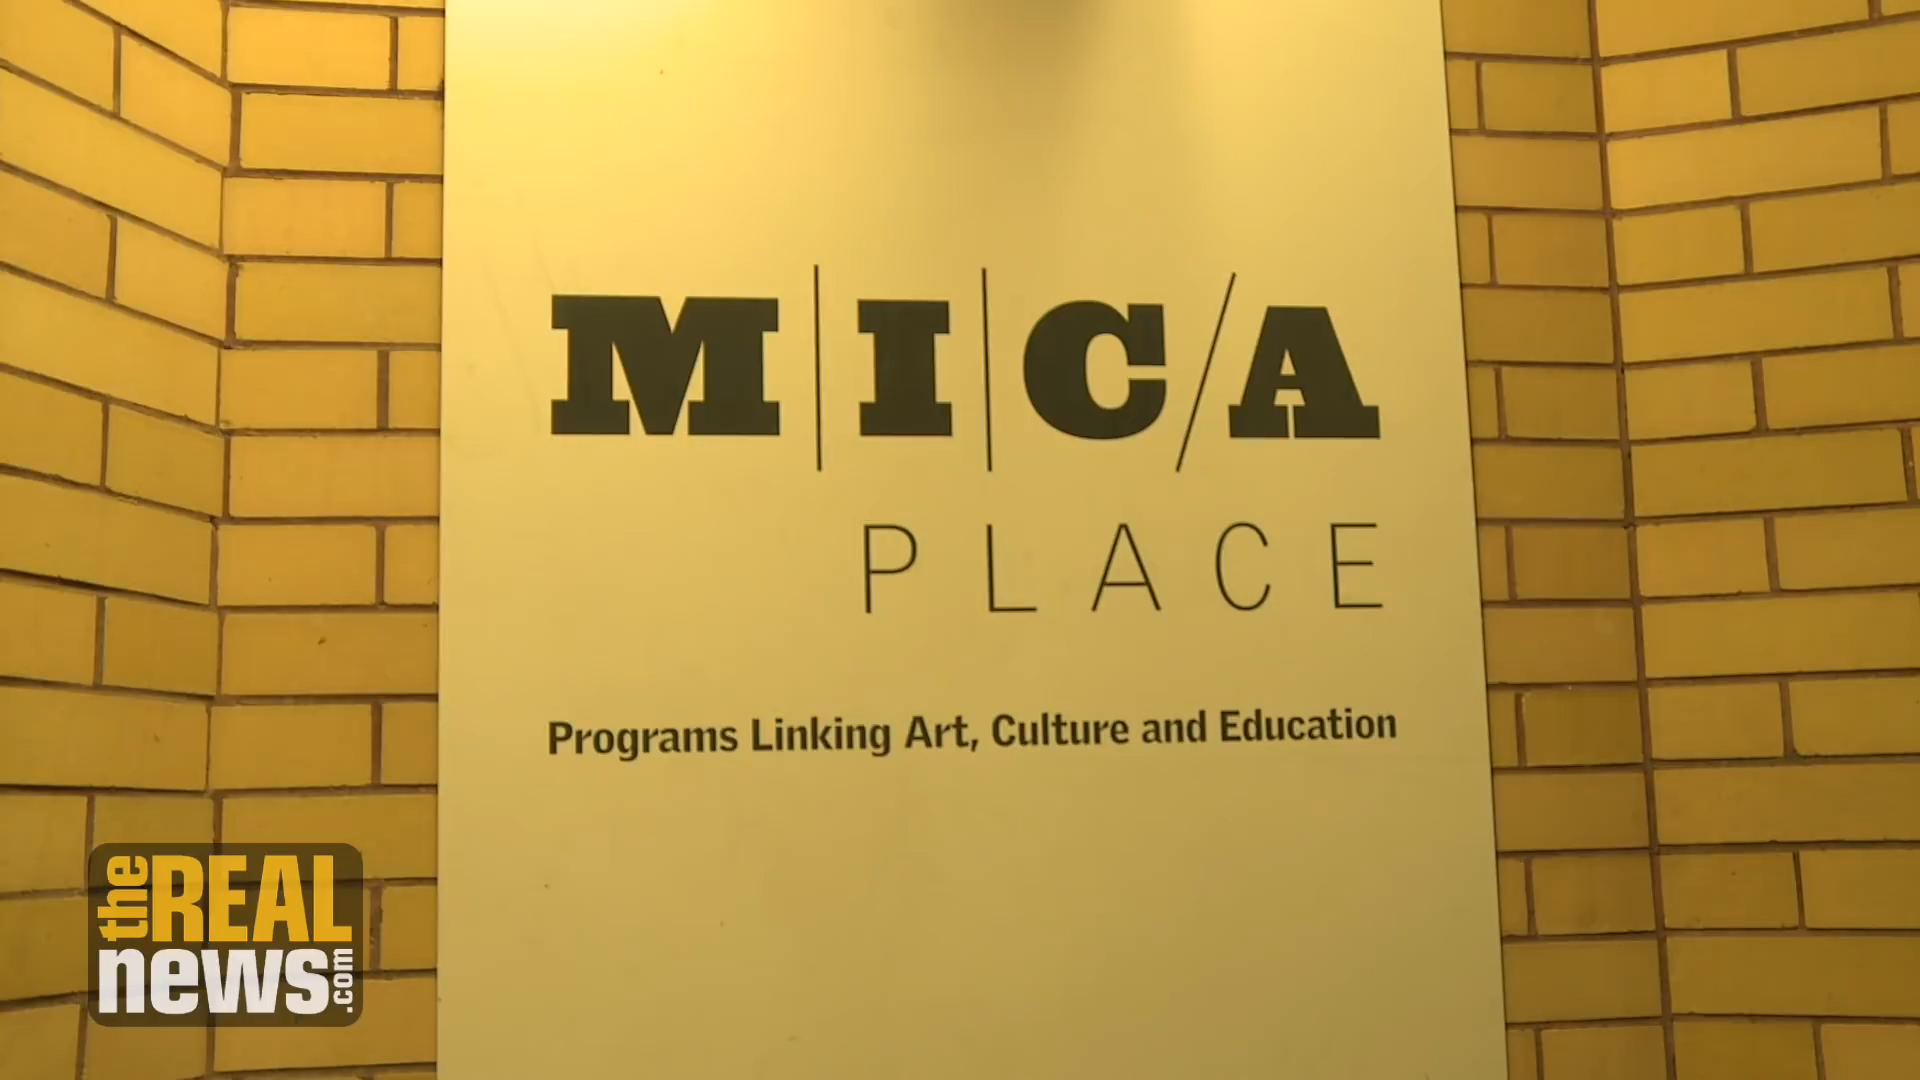 M|I|C/A
PLACE
Programs Linking Art, Culture and Education
the REAL
news.com